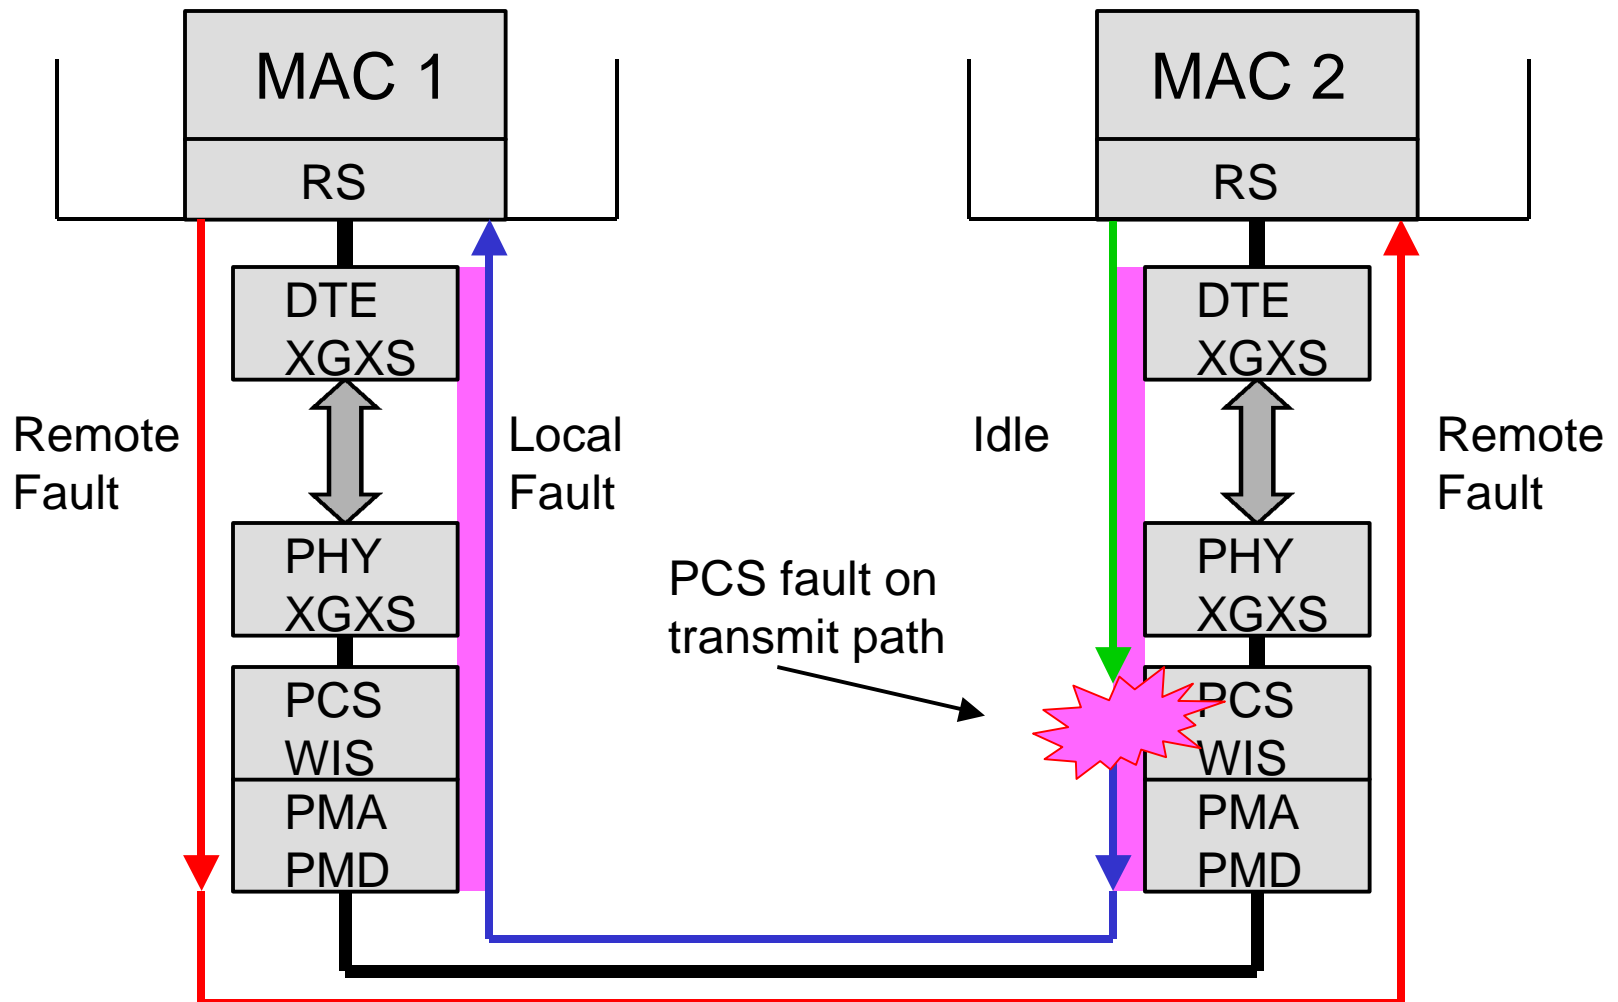 MAC 1
RS
DTE
XGXS
Remote
Fault
Local
Fault
PHY
XGXS
PCS
WIS
PMA
PMD
PCS fault on
transmit path
MAC 2
RS
DTE
XGXS
Idle
Remote
Fault
PHY
XGXS
PCS
WIS
PMA
PMD